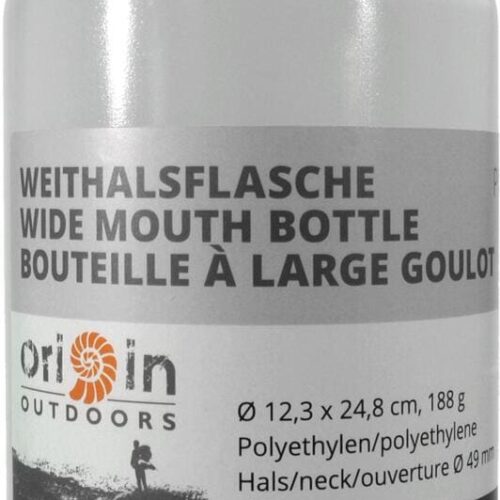 WEITHALSFLASCHE
WIDE MOUTH BOTTLE
BOUTEILLE À LARGE GOULOT
origin
OUTDOORS
Ø 12,3 x 24,8 cm, 188 g
Polyethylen/polyethylene
Hals/neck/ouverture Ø 49 mm